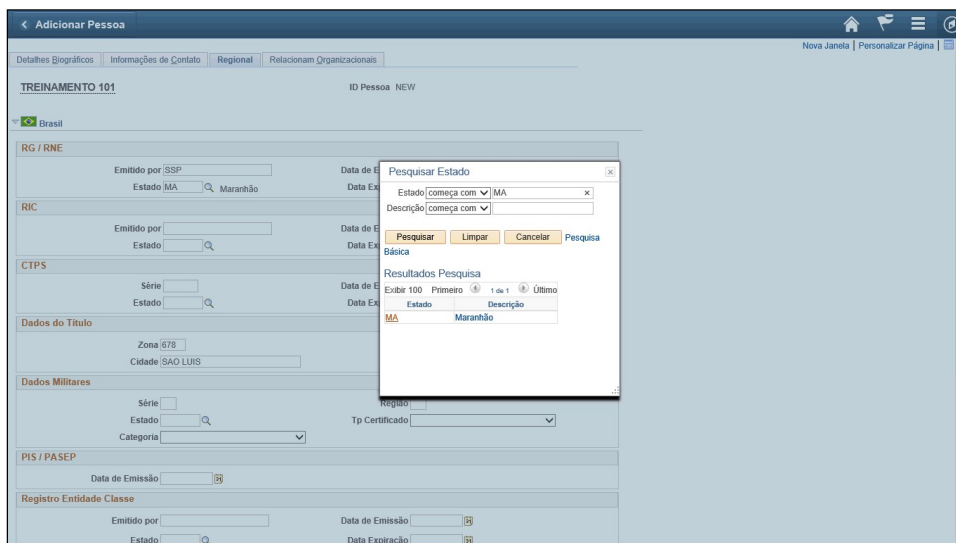 Adicionar Pessoa
Nova Janela | Personalizar Página |
Detalhes Biográficos Informações de Contato Regional Relacionam Organizacionais
TREINAMENTO 101 ID Pessoa NEW
Brasil
RG / RNE
Emitido por SSP Data de E
Estado MA Maranhão Data Ex
RIC
Emitido por Data de E
Estado Data Ex
CTPS
Série Data de E
Estado Data Ex
Dados do Título
Zona 678
Cidade SAO LUIS
Dados Militares
Série Região
Estado Tp Certificado
Categoria
PIS / PASEP
Data de Emissão
Registro Entidade Classe
Emitido por Data de Emissão
Estado Data Expiração
Pesquisar Estado
Estado começa com MA ×
Descrição começa com
Pesquisar Limpar Cancelar Pesquisa
Básica
Resultados Pesquisa
Exibir 100 Primeiro 1 de 1 Último
Estado Descrição
MA Maranhão